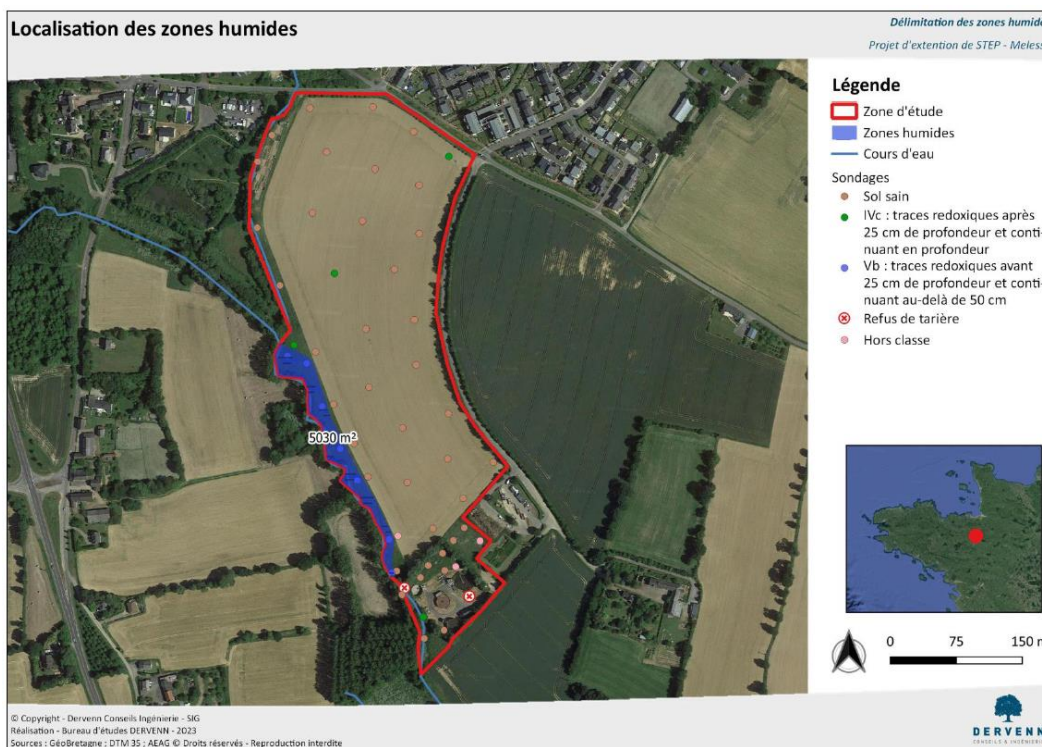 Localisation des zones humides
Délimitation des zones humide
Projet d'extention de STEP - Meless
Légende
Zone d'étude
Zones humides
Cours d'eau
Sondages
Sol sain
IVc : traces redoxiques après
25 cm de profondeur et conti-
nuant en profondeur
Vb : traces redoxiques avant
25 cm de profondeur et conti-
nuant au-delà de 50 cm
Refus de tarière
Hors classe
5030 m²
0 75 150 m
© Copyright - Dervenn Conseils Ingénierie - SIG
Réalisation - Bureau d'études DERVENN - 2023
Sources : GéoBretagne ; DTM 35 ; AEAG © Droits réservés - Reproduction interdite
DERVENN
CONSEILS & INGÉNIERIE